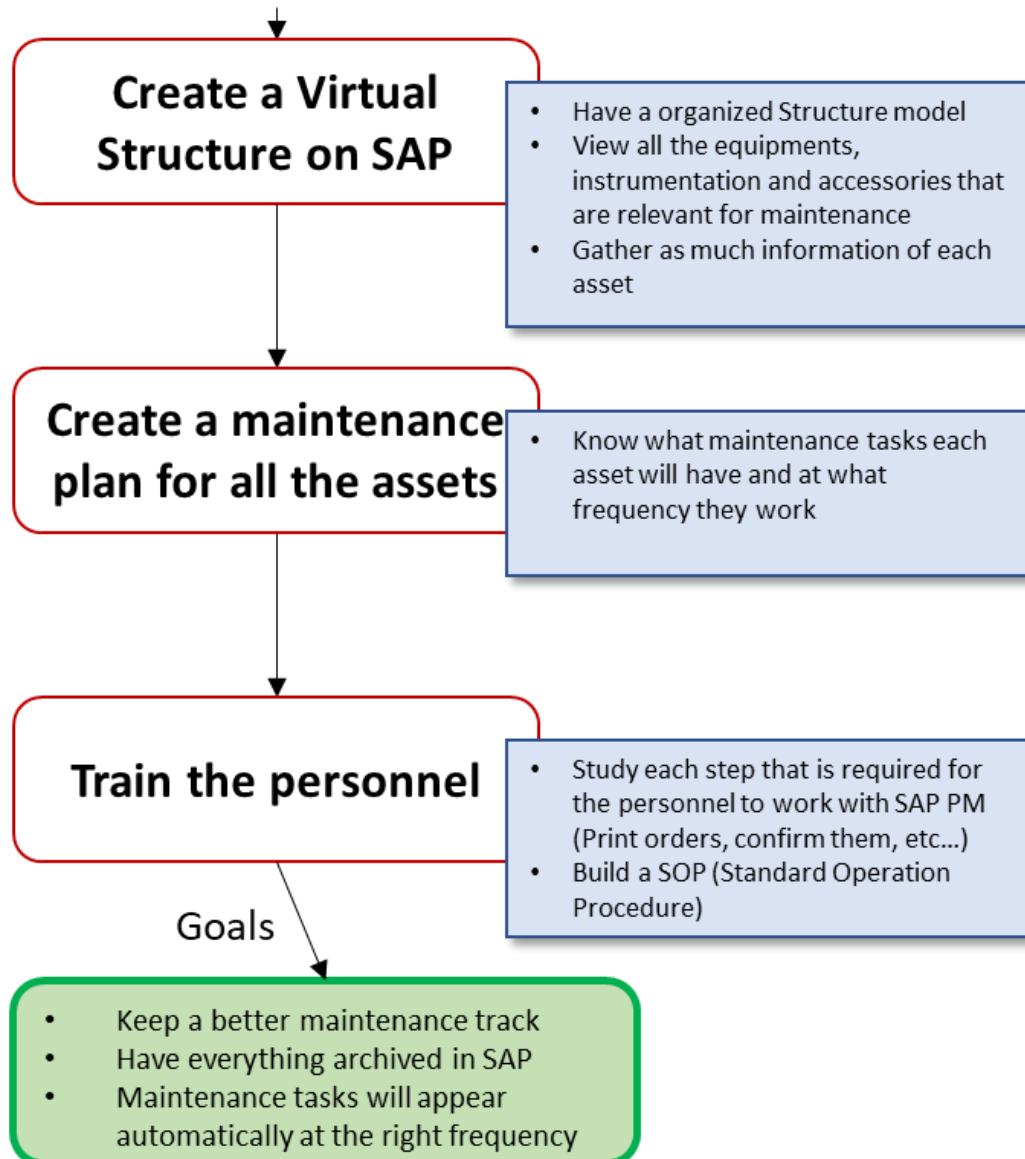 Create a Virtual
Structure on SAP
• Have a organized Structure model
• View all the equipments,
instrumentation and accessories that
are relevant for maintenance
• Gather as much information of each
asset
Create a maintenance
plan for all the assets
• Know what maintenance tasks each
asset will have and at what
frequency they work
Train the personnel
• Study each step that is required for
the personnel to work with SAP PM
(Print orders, confirm them, etc...)
• Build a SOP (Standard Operation
Procedure)
Goals
• Keep a better maintenance track
• Have everything archived in SAP
• Maintenance tasks will appear
automatically at the right frequency